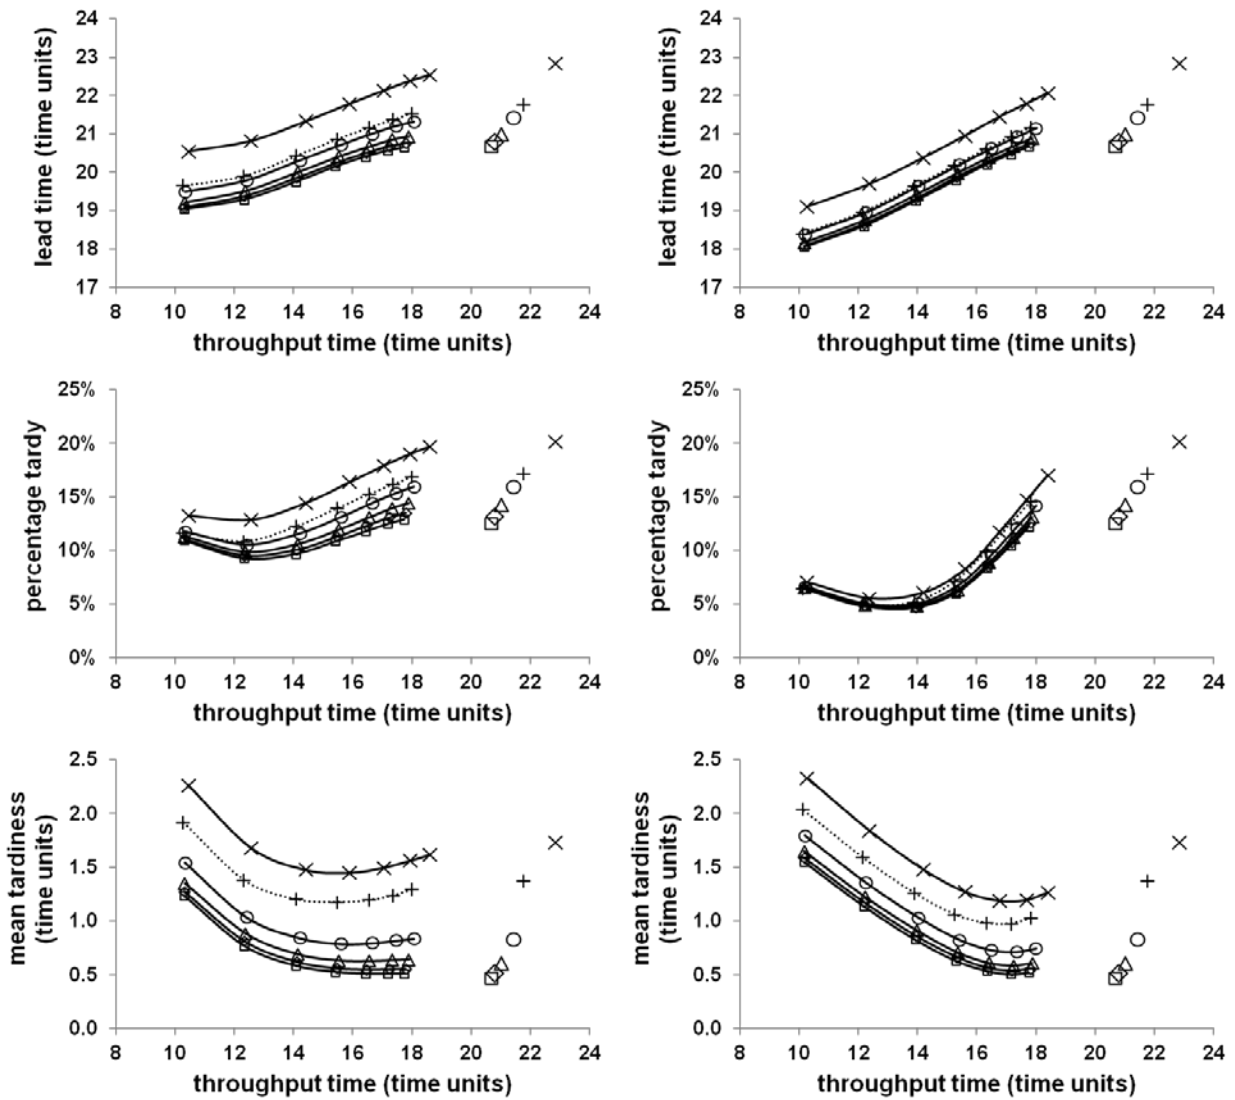 lead time (time units)
24
23
22
21
20
19
18
17
8 10 12 14 16 18 20 22 24
throughput time (time units)
lead time (time units)
24
23
22
21
20
19
18
17
8 10 12 14 16 18 20 22 24
throughput time (time units)
percentage tardy
25%
20%
15%
10%
5%
0%
8 10 12 14 16 18 20 22 24
throughput time (time units)
percentage tardy
25%
20%
15%
10%
5%
0%
8 10 12 14 16 18 20 22 24
throughput time (time units)
mean tardiness
(time units)
2.5
2.0
1.5
1.0
0.5
0.0
8 10 12 14 16 18 20 22 24
throughput time (time units)
mean tardiness
(time units)
2.5
2.0
1.5
1.0
0.5
0.0
8 10 12 14 16 18 20 22 24
throughput time (time units)